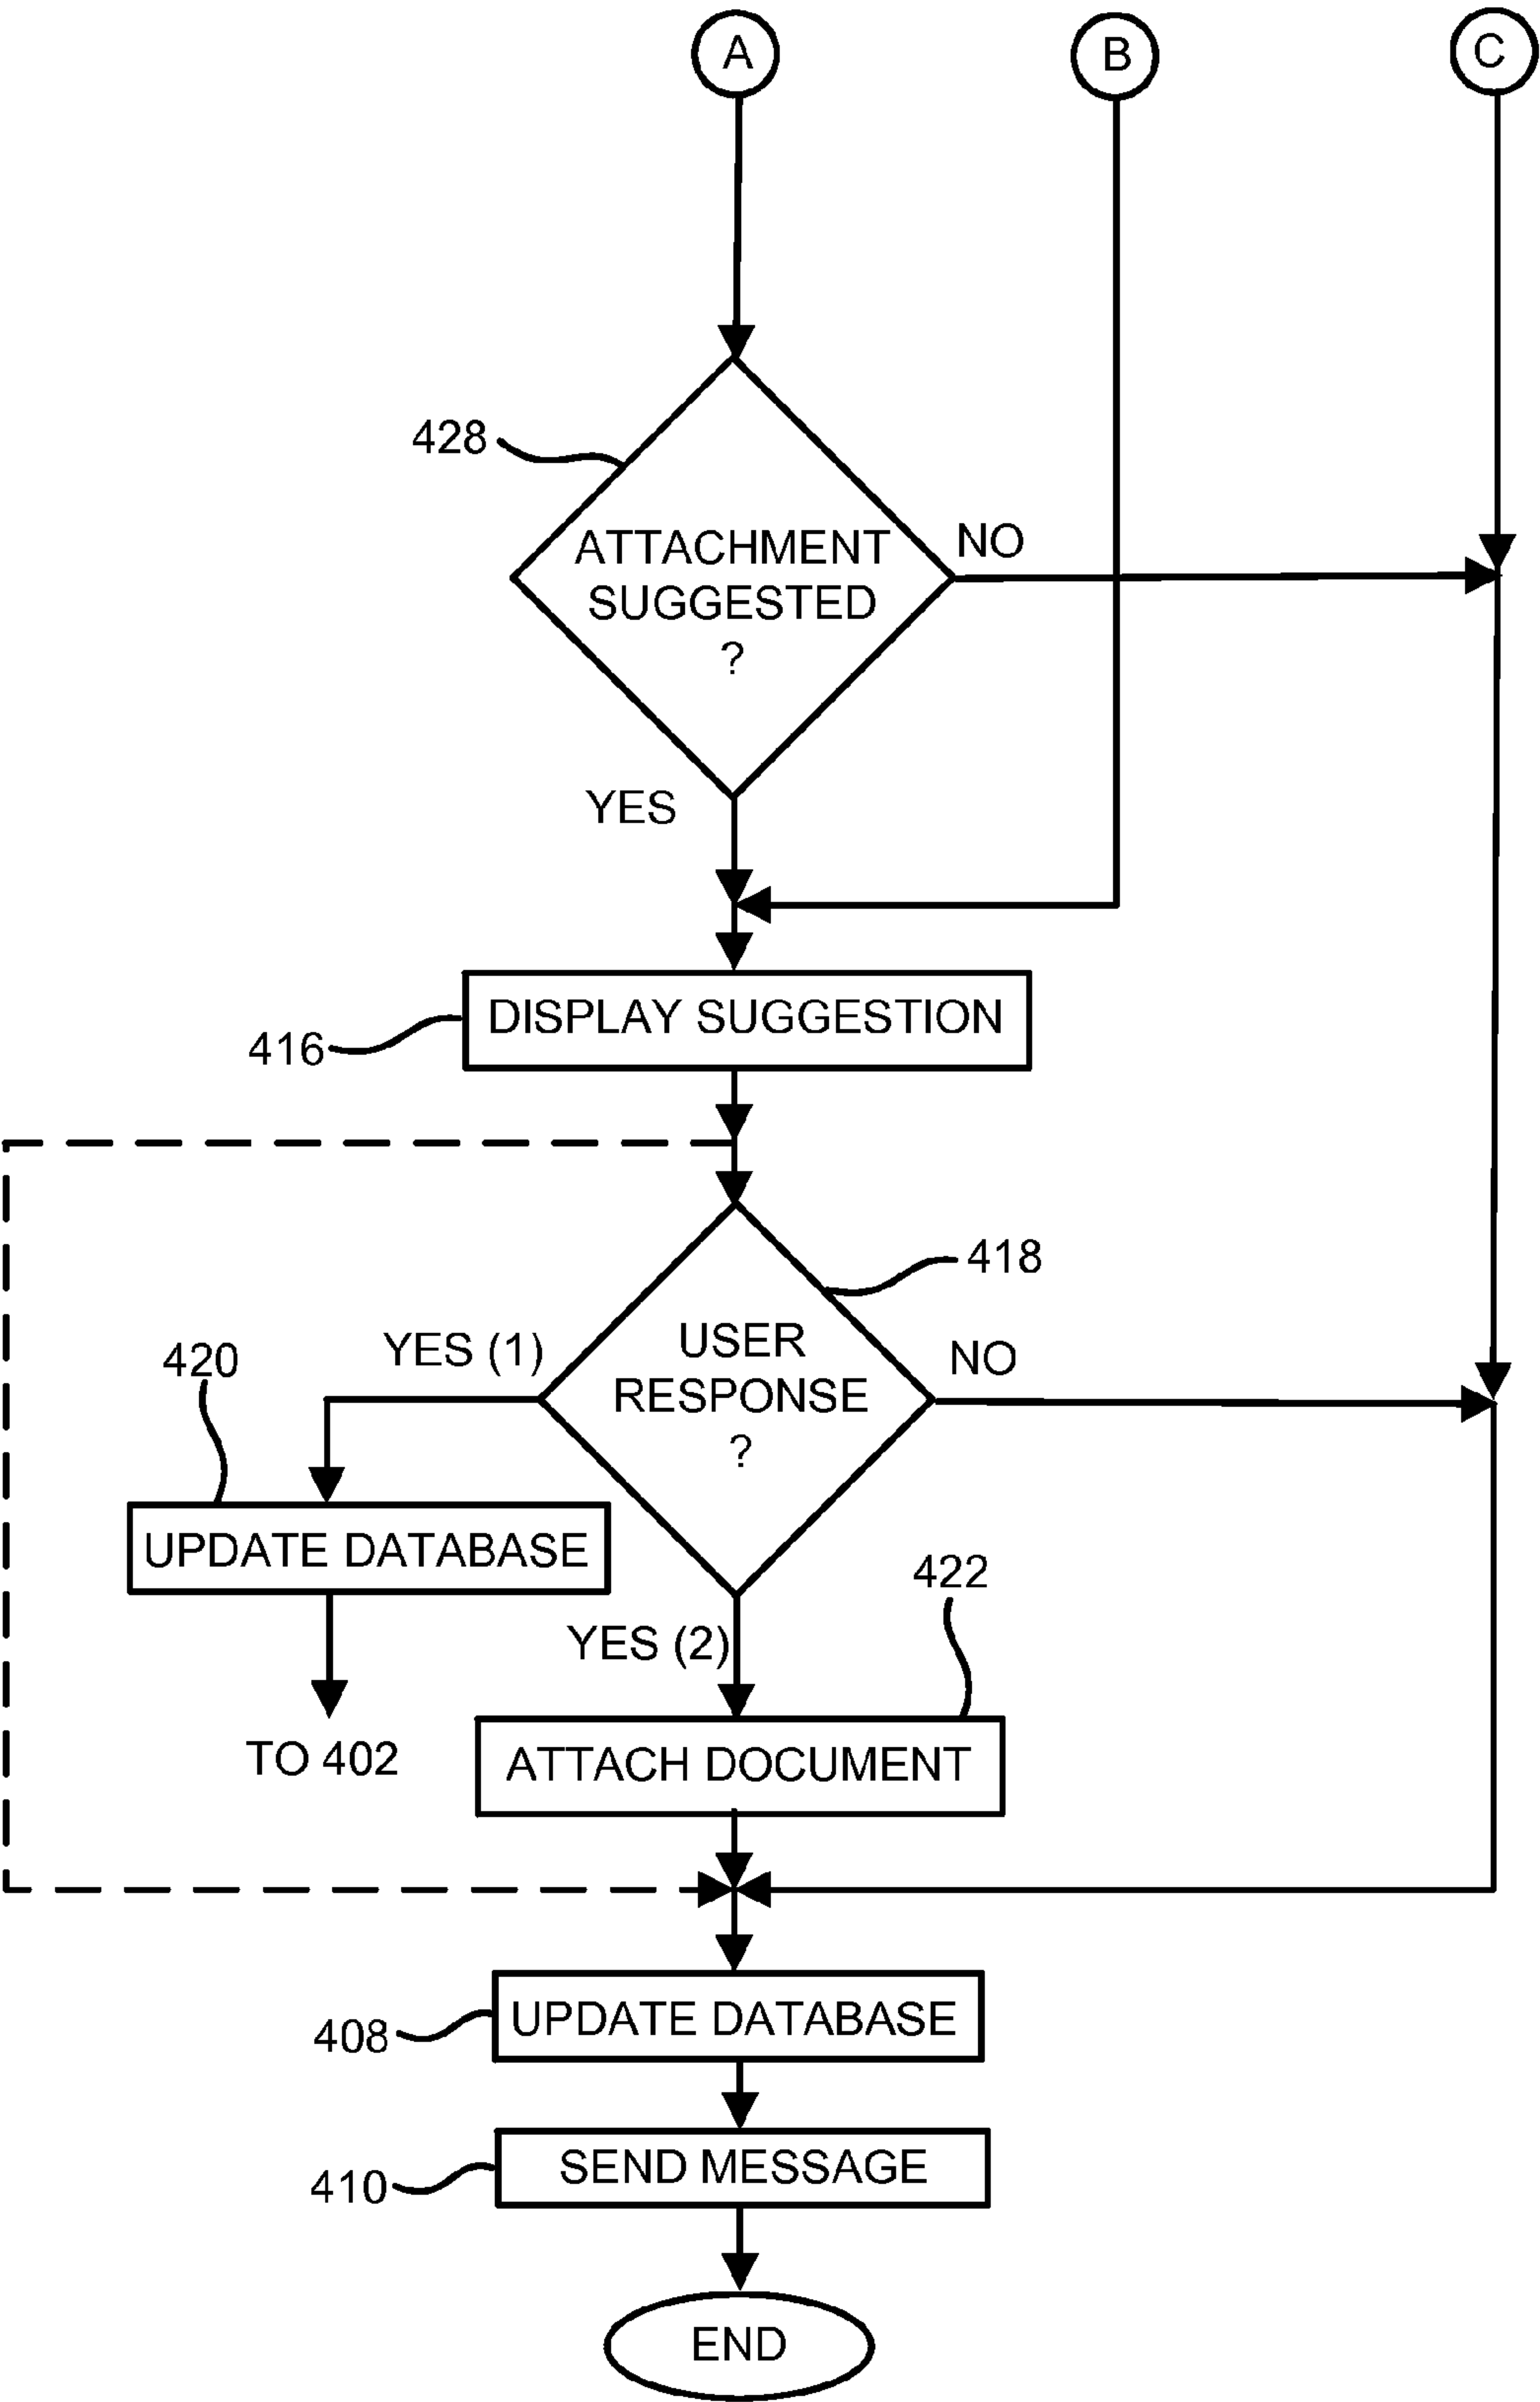 A
B
C
428
ATTACHMENT
SUGGESTED
?
NO
YES
DISPLAY SUGGESTION
416
418
USER
RESPONSE
?
YES (1)
NO
420
UPDATE DATABASE
422
YES (2)
TO 402
ATTACH DOCUMENT
UPDATE DATABASE
408
SEND MESSAGE
410
END